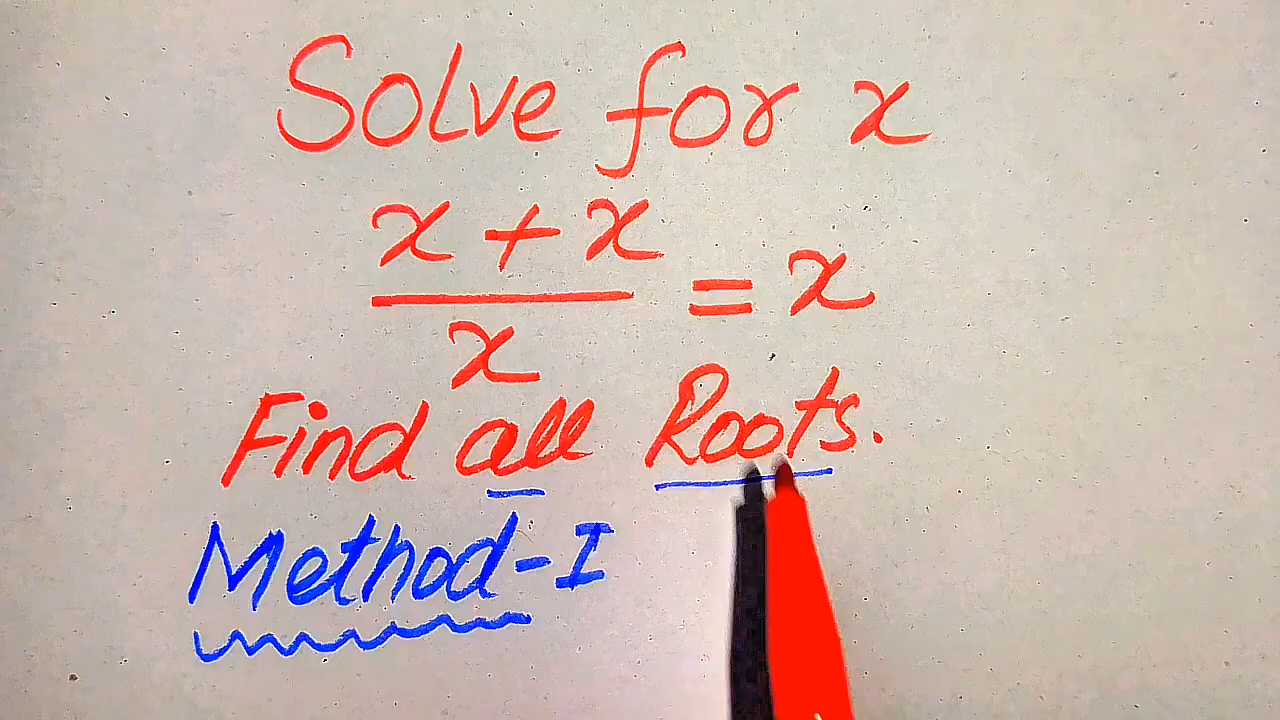 Solve for x
x + x
= x
x
Find all Roots.
Method-I